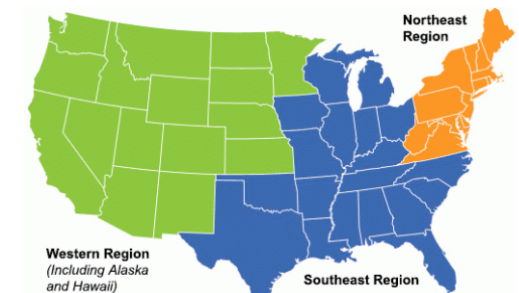 Northeast
Region
Western Region
(Including Alaska
and Hawaii)
Southeast Region